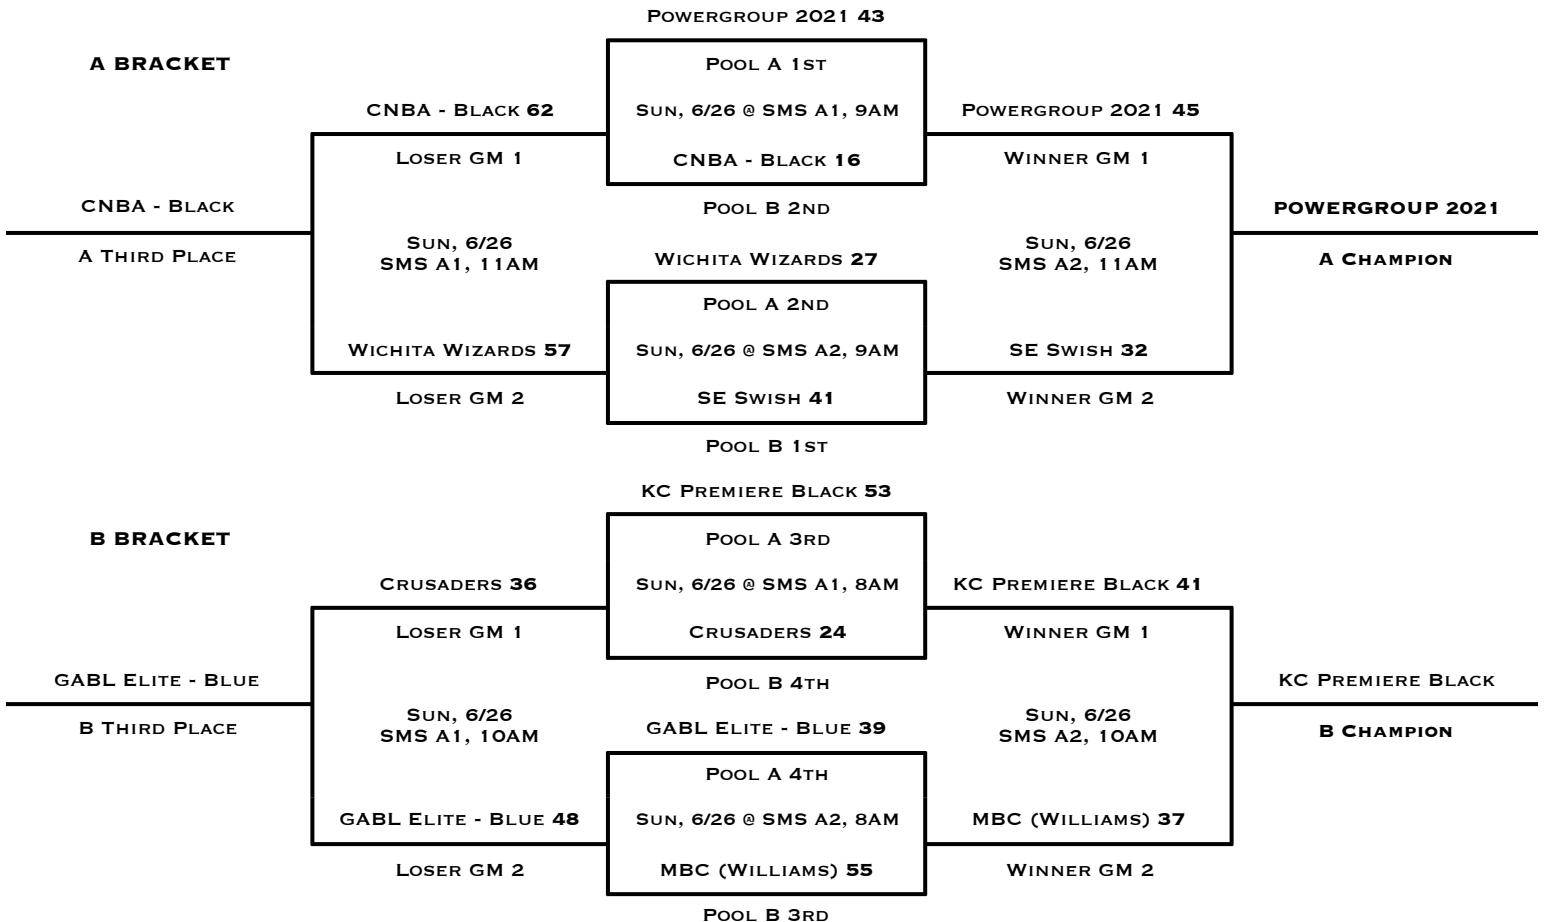 Powergroup 2021 43
A BRACKET
Pool A 1st
CNBA - Black 62
Sun, 6/26 @ SMS A1, 9AM
Powergroup 2021 45
Loser GM 1
CNBA - Black 16
Winner GM 1
CNBA - Black
Pool B 2nd
POWERGROUP 2021
A Third Place
Sun, 6/26
SMS A1, 11AM
Wichita Wizards 27
Sun, 6/26
SMS A2, 11AM
A Champion
Pool A 2nd
Wichita Wizards 57
Sun, 6/26 @ SMS A2, 9AM
SE Swish 32
Loser GM 2
SE Swish 41
Winner GM 2
Pool B 1st
KC Premiere Black 53
B BRACKET
Pool A 3rd
Crusaders 36
Sun, 6/26 @ SMS A1, 8AM
KC Premiere Black 41
Loser GM 1
Crusaders 24
Winner GM 1
GABL Elite - Blue
Pool B 4th
KC Premiere Black
B Third Place
Sun, 6/26
SMS A1, 10AM
GABL Elite - Blue 39
Sun, 6/26
SMS A2, 10AM
B Champion
Pool A 4th
GABL Elite - Blue 48
Sun, 6/26 @ SMS A2, 8AM
MBC (Williams) 37
Loser GM 2
MBC (Williams) 55
Winner GM 2
Pool B 3rd